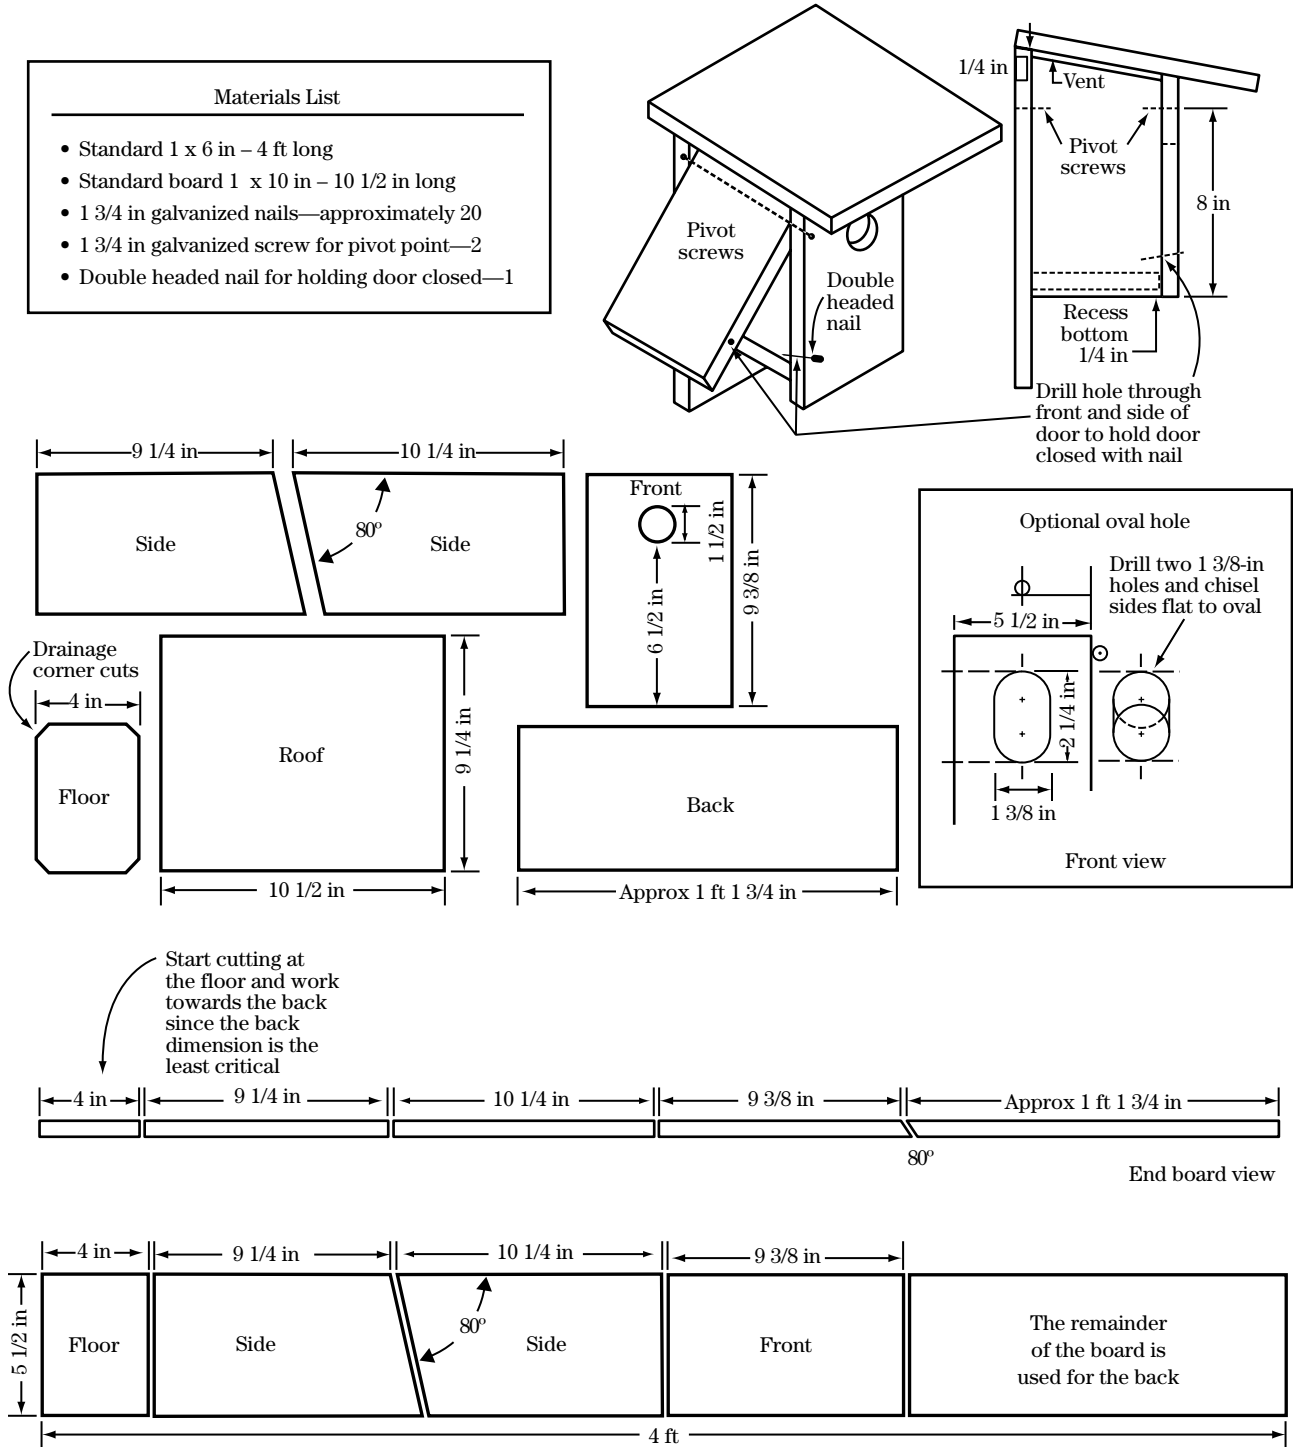 Materials List
• Standard 1 x 6 in – 4 ft long
• Standard board 1 x 10 in – 10 1/2 in long
• 1 3/4 in galvanized nails—approximately 20
• 1 3/4 in galvanized screw for pivot point—2
• Double headed nail for holding door closed—1
Pivot
screws
Double
headed
nail
1/4 in
Vent
Pivot
screws
8 in
Recess
bottom
1/4 in
Drill hole through
front and side of
door to hold door
closed with nail
9 1/4 in
10 1/4 in
Side
80º
Side
Front
1 1/2 in
6 1/2 in
9 3/8 in
Drainage
corner cuts
4 in
Floor
Roof
9 1/4 in
10 1/2 in
Back
Approx 1 ft 1 3/4 in
Optional oval hole
Drill two 1 3/8-in
holes and chisel
sides flat to oval
5 1/2 in
2 1/4 in
1 3/8 in
Front view
Start cutting at
the floor and work
towards the back
since the back
dimension is the
least critical
4 in
9 1/4 in
10 1/4 in
9 3/8 in
Approx 1 ft 1 3/4 in
80º
End board view
4 in
9 1/4 in
10 1/4 in
9 3/8 in
5 1/2 in
Floor
Side
80º
Side
Front
The remainder
of the board is
used for the back
4 ft